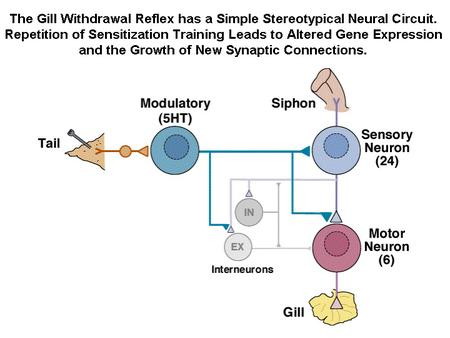 The Gill Withdrawal Reflex has a Simple Stereotypical Neural Circuit.
Repetition of Sensitization Training Leads to Altered Gene Expression
and the Growth of New Synaptic Connections.
Modulatory
(5HT)
Siphon
Tail
Sensory
Neuron
(24)
IN
EX
Interneurons
Motor
Neuron
(6)
Gill